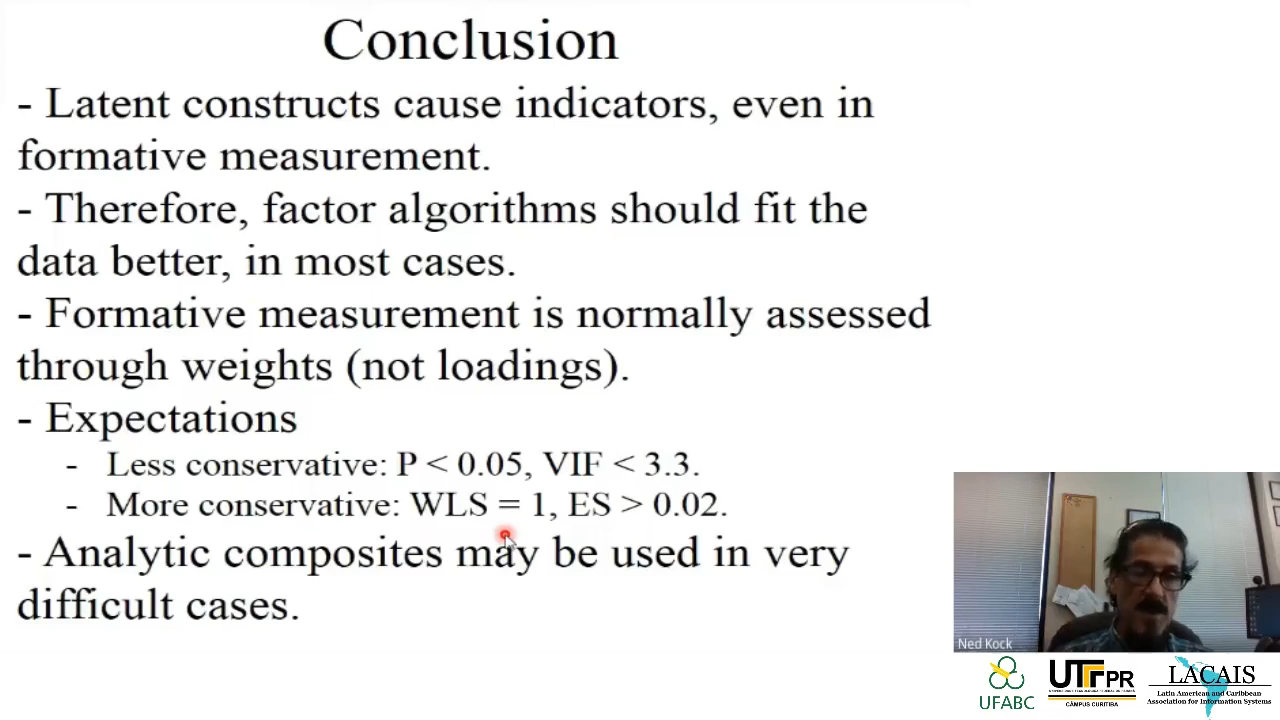 Conclusion
- Latent constructs cause indicators, even in
formative measurement.
- Therefore, factor algorithms should fit the
data better, in most cases.
- Formative measurement is normally assessed
through weights (not loadings).
- Expectations
- Less conservative: P < 0.05, VIF < 3.3.
- More conservative: WLS = 1, ES > 0.02.
- Analytic composites may be used in very
difficult cases.
Ned Kock
UFABC
UTFPR
CÂMPUS CURITIBA
LACAIS
Latin American and Caribbean
Association for Information Systems